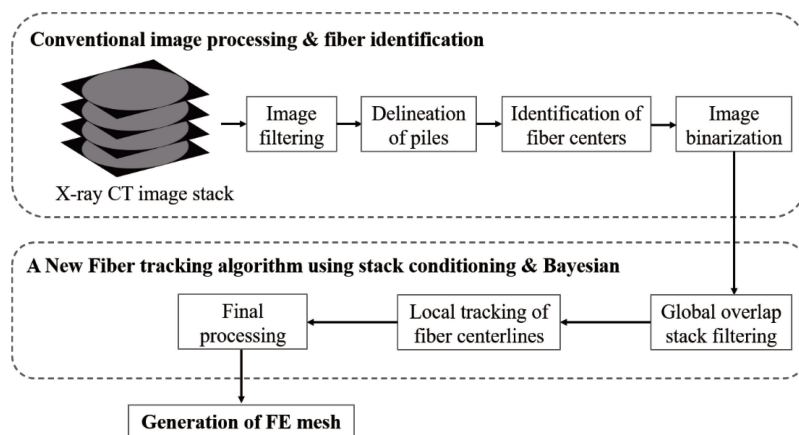 Conventional image processing & fiber identification
X-ray CT image stack
Image
filtering
Delineation
of piles
Identification of
fiber centers
Image
binarization
A New Fiber tracking algorithm using stack conditioning & Bayesian
Global overlap
stack filtering
Local tracking of
fiber centerlines
Final
processing
Generation of FE mesh